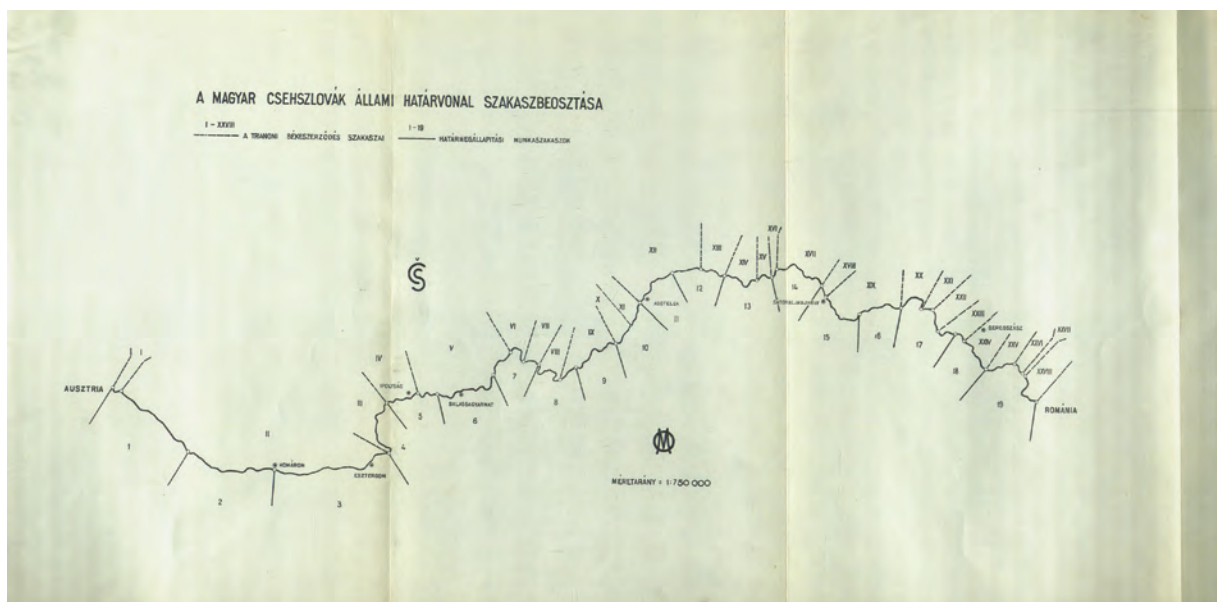 A MAGYAR CSEHSZLOVÁK ÁLLAMI HATÁRVONAL SZAKASZBEOSZTÁSA
I - XXVIII
A TRIANONI BÉKESZERZŐDÉS SZAKASZAI
1-19
HATÁRMEGÁLLAPÍTÁSI MUNKASZAKASZOK
XII
XIII
XIV
XV
XVI
XVII
XVIII
XIX
XX
XXI
XXII
XXIII
XXIV
XXV
XXVI
XXVII
XXVIII
ČS
X
XI
IX
VIII
VII
VI
V
IV
III
II
I
AUSZTRIA
IPOLYSÁG
BALASSAGYARMAT
KOMÁROM
ESZTERGOM
ROMÁNIA
1
2
3
4
5
6
7
8
9
10
11
12
13
14
15
16
17
18
19
MO
MÉRETARÁNY = 1:750 000